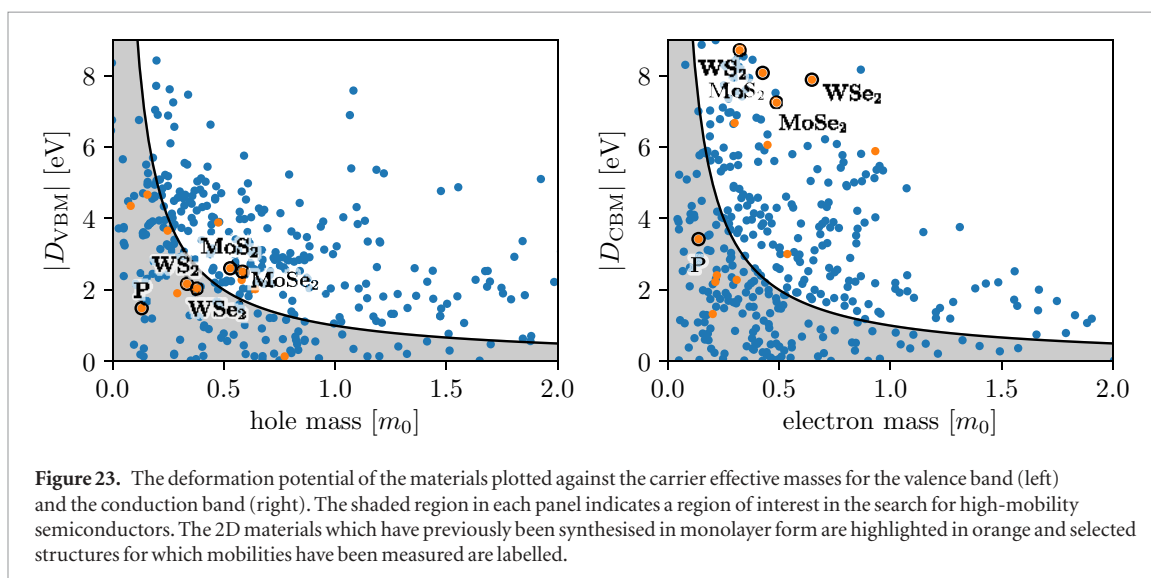 |D_VBM| [eV]
8
6
4
2
0
0.0 0.5 1.0 1.5 2.0
hole mass [m₀]
MoS₂
WS₂
MoSe₂
P
WSe₂
|D_CBM| [eV]
8
6
4
2
0
0.0 0.5 1.0 1.5 2.0
electron mass [m₀]
WS₂
MoS₂
WSe₂
MoSe₂
P
Figure 23. The deformation potential of the materials plotted against the carrier effective masses for the valence band (left)
and the conduction band (right). The shaded region in each panel indicates a region of interest in the search for high-mobility
semiconductors. The 2D materials which have previously been synthesised in monolayer form are highlighted in orange and selected
structures for which mobilities have been measured are labelled.